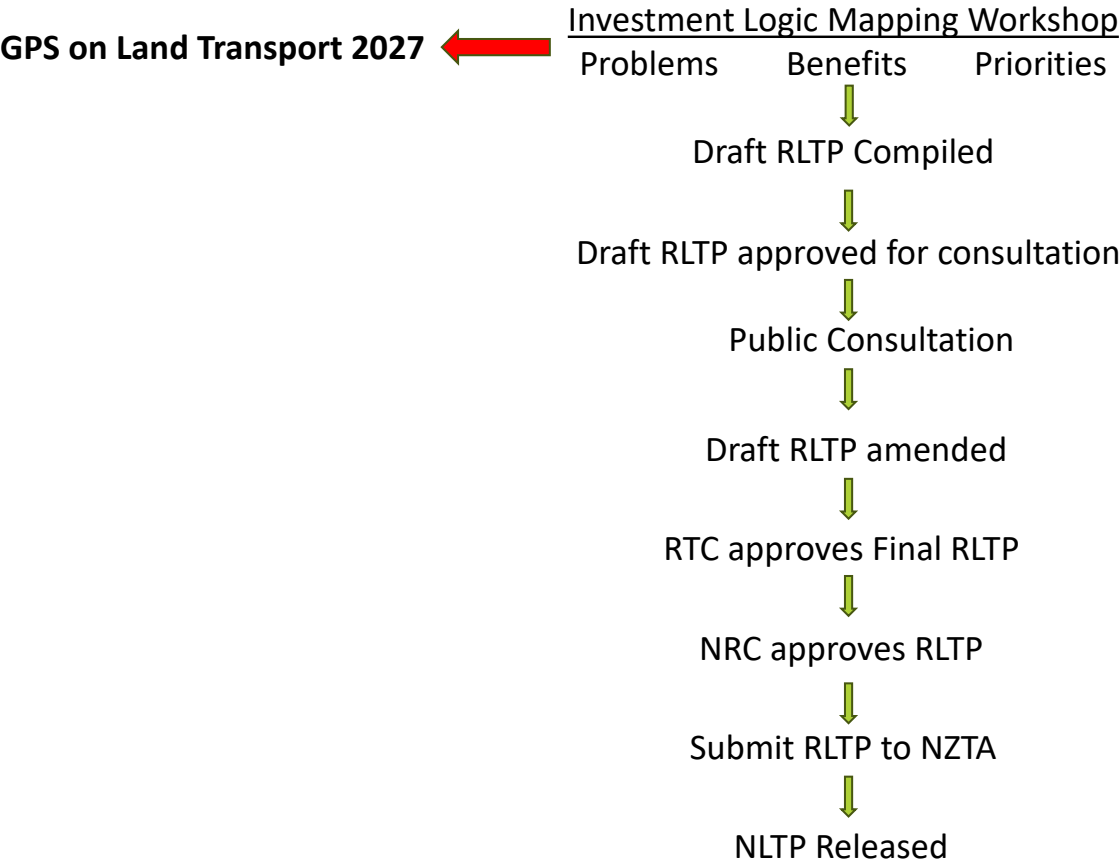 Investment Logic Mapping Workshop
GPS on Land Transport 2027
Problems Benefits Priorities
Draft RLTP Compiled
Draft RLTP approved for consultation
Public Consultation
Draft RLTP amended
RTC approves Final RLTP
NRC approves RLTP
Submit RLTP to NZTA
NLTP Released